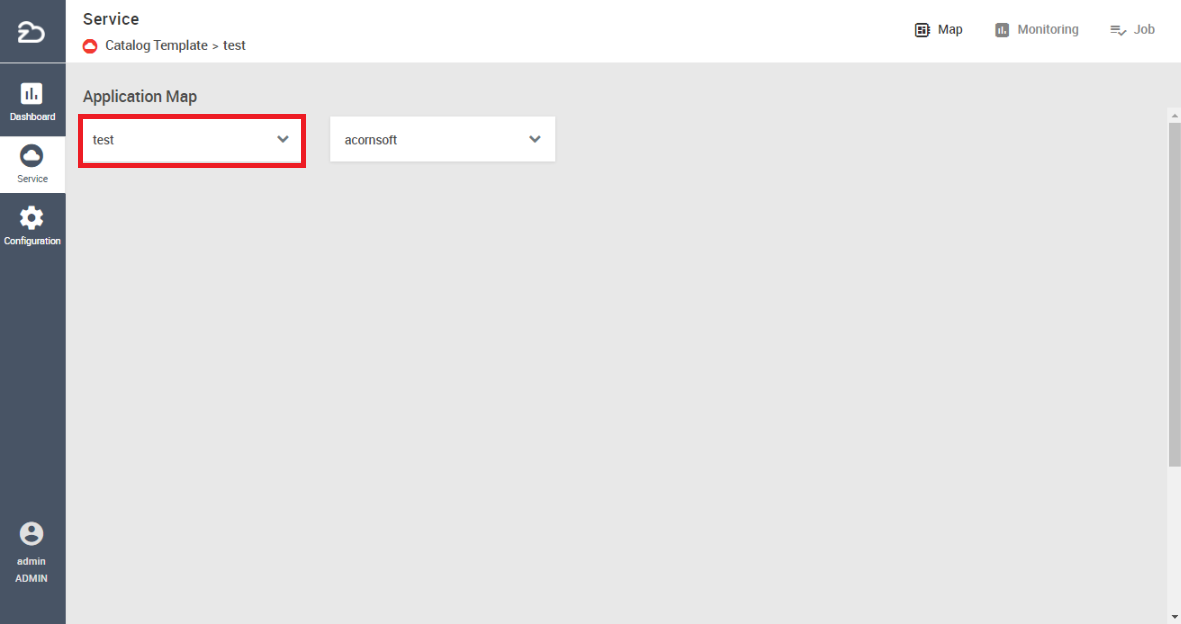 Service
Catalog Template > test
Map
Monitoring
Job
Dashboard
Service
Configuration
admin
ADMIN
Application Map
test
acornsoft